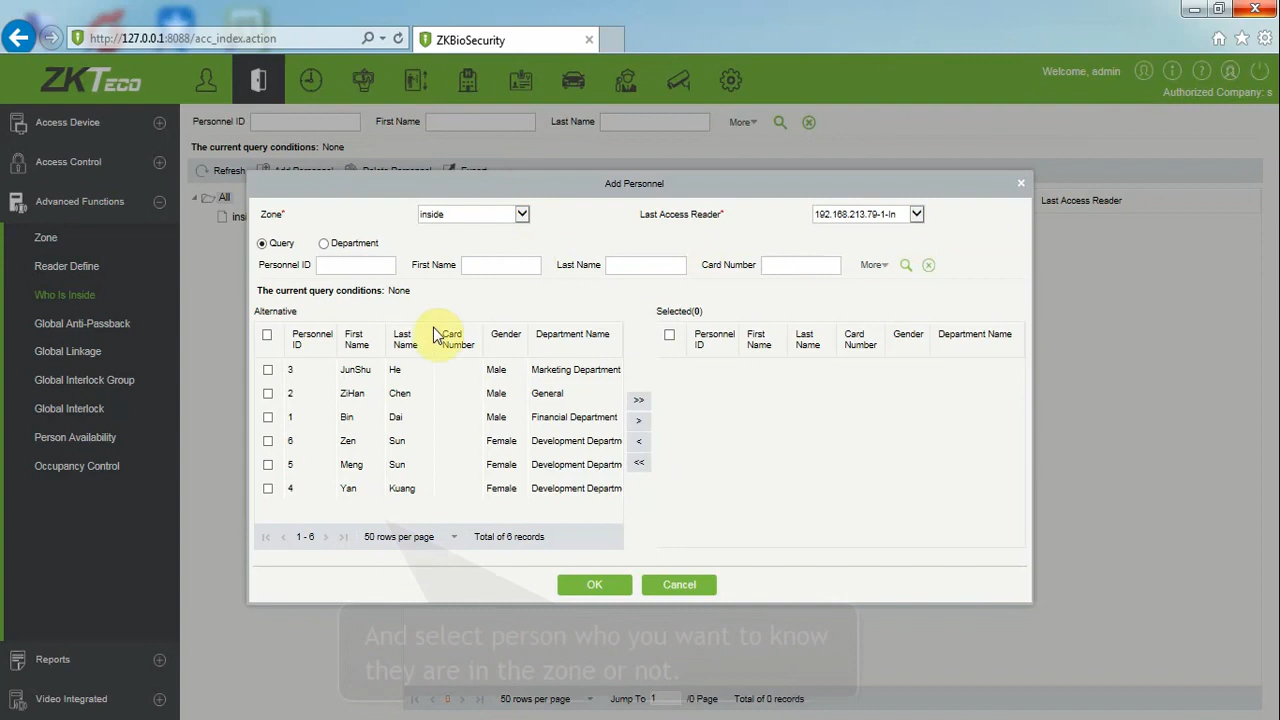 http://127.0.0.1:8088/acc_index.action
ZKBioSecurity
ZKTECO
Welcome, admin
Authorized Company: s
Access Device
Access Control
Advanced Functions
Zone
Reader Define
Who Is Inside
Global Anti-Passback
Global Linkage
Global Interlock Group
Global Interlock
Person Availability
Occupancy Control
Reports
Video Integrated
Personnel ID First Name Last Name More
The current query conditions: None
Refresh Add Personnel Delete Personnel Export
All
Last Access Reader
Add Personnel
Zone* inside Last Access Reader* 192.168.213.79-1-In
Query Department
Personnel ID First Name Last Name Card Number More
The current query conditions: None
Alternative
Personnel ID First Name Last Name Card Number Gender Department Name
3 JunShu He Male Marketing Department
2 ZiHan Chen Male General
1 Bin Dai Male Financial Department
6 Zen Sun Female Development Departm
5 Meng Sun Female Development Departm
4 Yan Kuang Female Development Departm
1 - 6 50 rows per page Total of 6 records
>>
>
<
<<
Selected(0)
Personnel ID First Name Last Name Card Number Gender Department Name
OK Cancel
And select person who you want to know
they are in the zone or not.
0 50 rows per page Jump To 1 /0 Page Total of 0 records